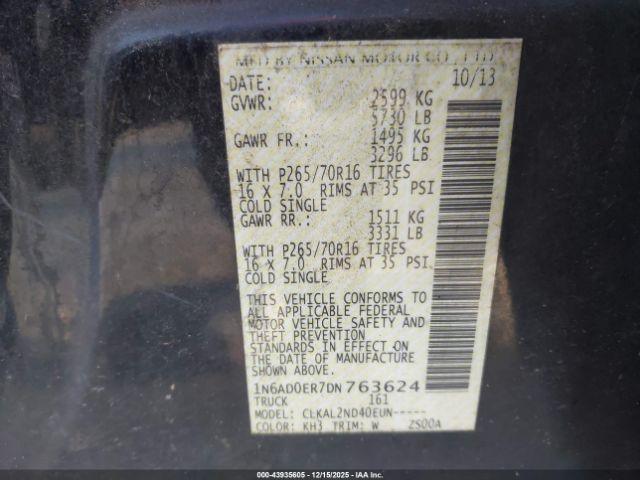 MFD BY NISSAN MOTOR CO., LTD.
DATE: 10/13
GVWR: 2599 KG
5730 LB
GAWR FR.: 1495 KG
3296 LB
WITH P265/70R16 TIRES
16 X 7.0 RIMS AT 35 PSI
COLD SINGLE
GAWR RR.: 1511 KG
3331 LB
WITH P265/70R16 TIRES
16 X 7.0 RIMS AT 35 PSI.
COLD SINGLE
THIS VEHICLE CONFORMS TO
ALL APPLICABLE FEDERAL
MOTOR VEHICLE SAFETY AND
THEFT PREVENTION
STANDARDS IN EFFECT ON
THE DATE OF MANUFACTURE
SHOWN ABOVE.
1N6AD0ER7DN763624
TRUCK 161
MODEL: CLKAL2ND40EUN-----
COLOR: KH3 TRIM: W 2S00A
000-43935605 - 12/15/2025 - IAAI.COM